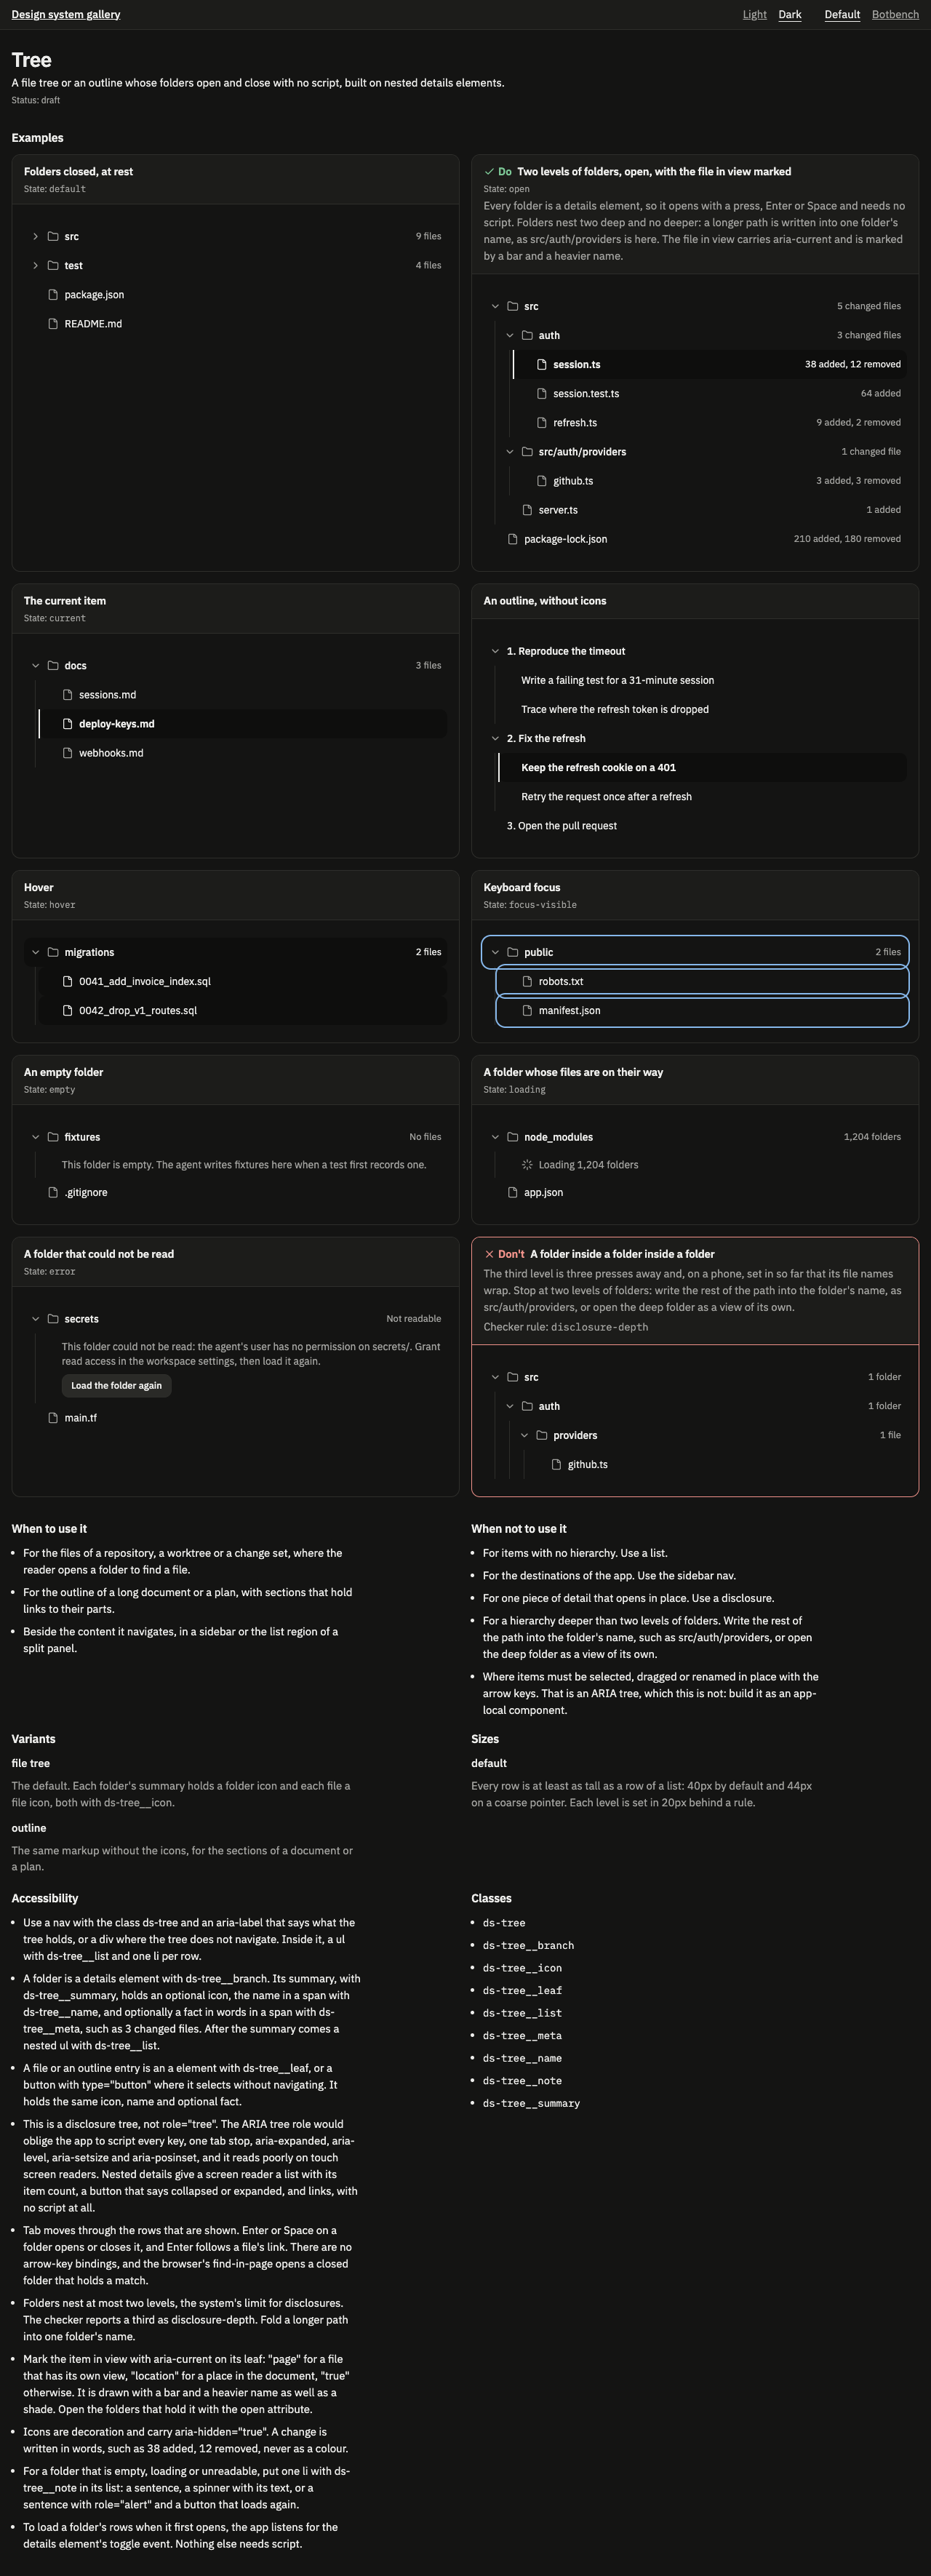 Design system gallery
Light Dark Default Botbench
Tree
A file tree or an outline whose folders open and close with no script, built on nested details elements.
Status: draft
Examples
Folders closed, at rest
State: default
src 9 files
test 4 files
package.json
README.md
Do Two levels of folders, open, with the file in view marked
State: open
Every folder is a details element, so it opens with a press, Enter or Space and needs no
script. Folders nest two deep and no deeper: a longer path is written into one folder's
name, as src/auth/providers is here. The file in view carries aria-current and is marked
by a bar and a heavier name.
src 5 changed files
auth 3 changed files
session.ts 38 added, 12 removed
session.test.ts 64 added
refresh.ts 9 added, 2 removed
src/auth/providers 1 changed file
github.ts 3 added, 3 removed
server.ts 1 added
package-lock.json 210 added, 180 removed
The current item
State: current
docs 3 files
sessions.md
deploy-keys.md
webhooks.md
An outline, without icons
1. Reproduce the timeout
Write a failing test for a 31-minute session
Trace where the refresh token is dropped
2. Fix the refresh
Keep the refresh cookie on a 401
Retry the request once after a refresh
3. Open the pull request
Hover
State: hover
migrations 2 files
0041_add_invoice_index.sql
0042_drop_v1_routes.sql
Keyboard focus
State: focus-visible
public 2 files
robots.txt
manifest.json
An empty folder
State: empty
fixtures No files
This folder is empty. The agent writes fixtures here when a test first records one.
.gitignore
A folder whose files are on their way
State: loading
node_modules 1,204 folders
Loading 1,204 folders
app.json
A folder that could not be read
State: error
secrets Not readable
This folder could not be read: the agent's user has no permission on secrets/. Grant
read access in the workspace settings, then load it again.
Load the folder again
main.tf
Don't A folder inside a folder inside a folder
The third level is three presses away and, on a phone, set in so far that its file names
wrap. Stop at two levels of folders: write the rest of the path into the folder's name, as
src/auth/providers, or open the deep folder as a view of its own.
Checker rule: disclosure-depth
src 1 folder
auth 1 folder
providers 1 file
github.ts
When to use it
• For the files of a repository, a worktree or a change set, where the
reader opens a folder to find a file.
• For the outline of a long document or a plan, with sections that hold
links to their parts.
• Beside the content it navigates, in a sidebar or the list region of a
split panel.
When not to use it
• For items with no hierarchy. Use a list.
• For the destinations of the app. Use the sidebar nav.
• For one piece of detail that opens in place. Use a disclosure.
• For a hierarchy deeper than two levels of folders. Write the rest of
the path into the folder's name, such as src/auth/providers, or open
the deep folder as a view of its own.
• Where items must be selected, dragged or renamed in place with the
arrow keys. That is an ARIA tree, which this is not: build it as an app-
local component.
Variants
file tree
The default. Each folder's summary holds a folder icon and each file a
file icon, both with ds-tree__icon.
outline
The same markup without the icons, for the sections of a document or
a plan.
Sizes
default
Every row is at least as tall as a row of a list: 40px by default and 44px
on a coarse pointer. Each level is set in 20px behind a rule.
Accessibility
• Use a nav with the class ds-tree and an aria-label that says what the
tree holds, or a div where the tree does not navigate. Inside it, a ul
with ds-tree__list and one li per row.
• A folder is a details element with ds-tree__branch. Its summary, with
ds-tree__summary, holds an optional icon, the name in a span with
ds-tree__name, and optionally a fact in words in a span with ds-
tree__meta, such as 3 changed files. After the summary comes a
nested ul with ds-tree__list.
• A file or an outline entry is an a element with ds-tree__leaf, or a
button with type="button" where it selects without navigating. It
holds the same icon, name and optional fact.
• This is a disclosure tree, not role="tree". The ARIA tree role would
oblige the app to script every key, one tab stop, aria-expanded, aria-
level, aria-setsize and aria-posinset, and it reads poorly on touch
screen readers. Nested details give a screen reader a list with its
item count, a button that says collapsed or expanded, and links, with
no script at all.
• Tab moves through the rows that are shown. Enter or Space on a
folder opens or closes it, and Enter follows a file's link. There are no
arrow-key bindings, and the browser's find-in-page opens a closed
folder that holds a match.
• Folders nest at most two levels, the system's limit for disclosures.
The checker reports a third as disclosure-depth. Fold a longer path
into one folder's name.
• Mark the item in view with aria-current on its leaf: "page" for a file
that has its own view, "location" for a place in the document, "true"
otherwise. It is drawn with a bar and a heavier name as well as a
shade. Open the folders that hold it with the open attribute.
• Icons are decoration and carry aria-hidden="true". A change is
written in words, such as 38 added, 12 removed, never as a colour.
• For a folder that is empty, loading or unreadable, put one li with ds-
tree__note in its list: a sentence, a spinner with its text, or a
sentence with role="alert" and a button that loads again.
• To load a folder's rows when it first opens, the app listens for the
details element's toggle event. Nothing else needs script.
Classes
• ds-tree
• ds-tree__branch
• ds-tree__icon
• ds-tree__leaf
• ds-tree__list
• ds-tree__meta
• ds-tree__name
• ds-tree__note
• ds-tree__summary